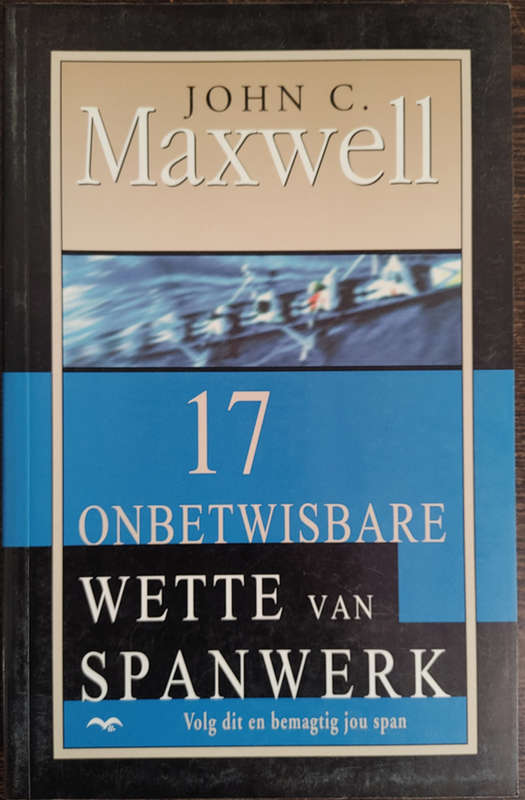 JOHN C.
Maxwell
17
ONBETWISBARE
WETTE VAN
SPANWERK
Volg dit en bemagtig jou span